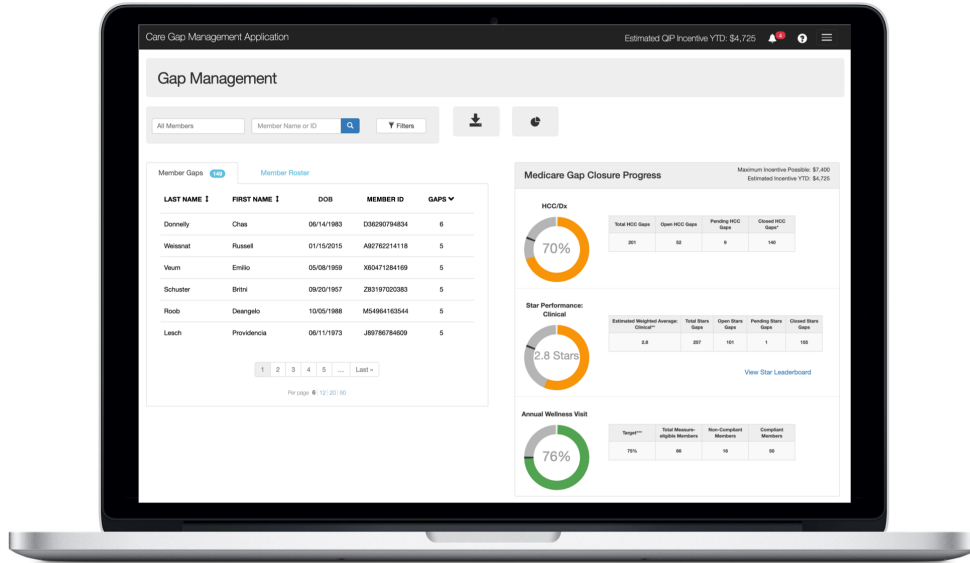 Care Gap Management Application
Estimated QIP Incentive YTD: $4,725
4
?
Gap Management
All Members
Member Name or ID
Filters
Member Gaps 149
Member Roster
LAST NAME FIRST NAME DOB MEMBER ID GAPS
Donnelly Chas 06/14/1983 D36290794834 6
Weissnat Russell 01/15/2015 A92762214118 5
Veum Emilio 05/08/1959 X60471284169 5
Schuster Britni 09/20/1957 Z83197020383 5
Roob Deangelo 10/05/1988 M54964163544 5
Lesch Providencia 06/11/1973 J89786784609 5
1 2 3 4 5 ... Last »
Per page 6 | 12 | 20 | 60
Medicare Gap Closure Progress
Maximum Incentive Possible: $7,400
Estimated Incentive YTD: $4,725
HCC/Dx
70%
Total HCC Gaps Open HCC Gaps Pending HCC Gaps Closed HCC Gaps*
201 52 9 140
Star Performance:
Clinical
2.8 Stars
Estimated Weighted Average: Clinical** Total Stars Gaps Open Stars Gaps Pending Stars Gaps Closed Stars Gaps
2.8 257 101 1 155
View Star Leaderboard
Annual Wellness Visit
76%
Target*** Total Measure-eligible Members Non-Compliant Members Compliant Members
75% 66 16 50